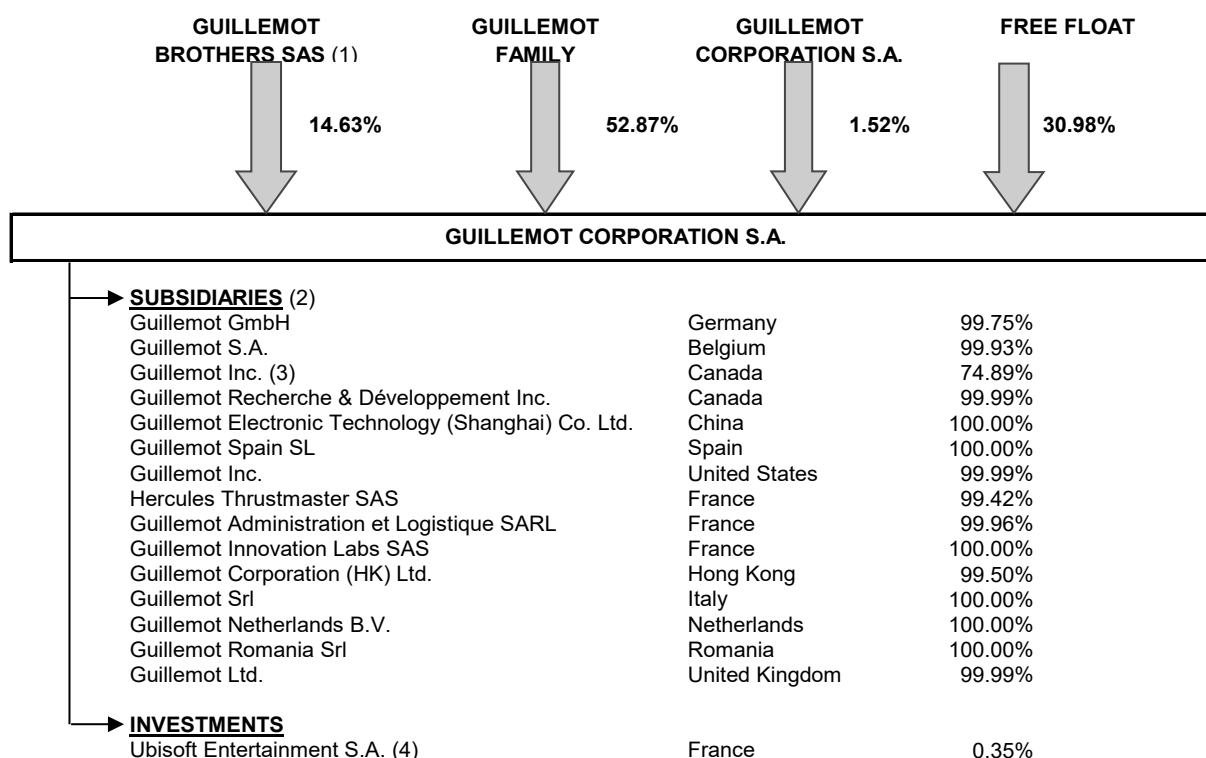 GUILLEMOT BROTHERS SAS (1)
GUILLEMOT FAMILY
GUILLEMOT CORPORATION S.A.
FREE FLOAT
14.63%
52.87%
1.52%
30.98%
GUILLEMOT CORPORATION S.A.
SUBSIDIARIES (2)
Guillemot GmbH Germany 99.75%
Guillemot S.A. Belgium 99.93%
Guillemot Inc. (3) Canada 74.89%
Guillemot Recherche & Développement Inc. Canada 99.99%
Guillemot Electronic Technology (Shanghai) Co. Ltd. China 100.00%
Guillemot Spain SL Spain 100.00%
Guillemot Inc. United States 99.99%
Hercules Thrustmaster SAS France 99.42%
Guillemot Administration et Logistique SARL France 99.96%
Guillemot Innovation Labs SAS France 100.00%
Guillemot Corporation (HK) Ltd. Hong Kong 99.50%
Guillemot Srl Italy 100.00%
Guillemot Netherlands B.V. Netherlands 100.00%
Guillemot Romania Srl Romania 100.00%
Guillemot Ltd. United Kingdom 99.99%
INVESTMENTS
Ubisoft Entertainment S.A. (4) France 0.35%